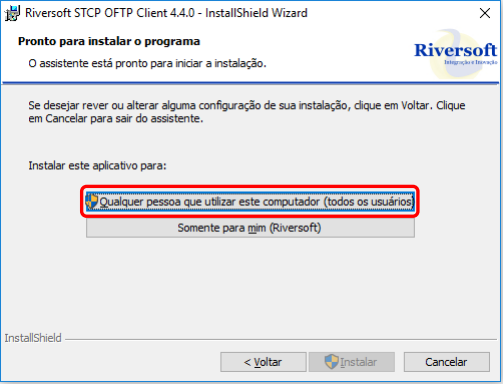 Riversoft STCP OFTP Client 4.4.0 - InstallShield Wizard
Pronto para instalar o programa
O assistente está pronto para iniciar a instalação.
Riversoft
Integração e Inovação
Se desejar rever ou alterar alguma configuração de sua instalação, clique em Voltar. Clique
em Cancelar para sair do assistente.
Instalar este aplicativo para:
Qualquer pessoa que utilizar este computador (todos os usuários)
Somente para mim (Riversoft)
InstallShield
< Voltar
Instalar
Cancelar